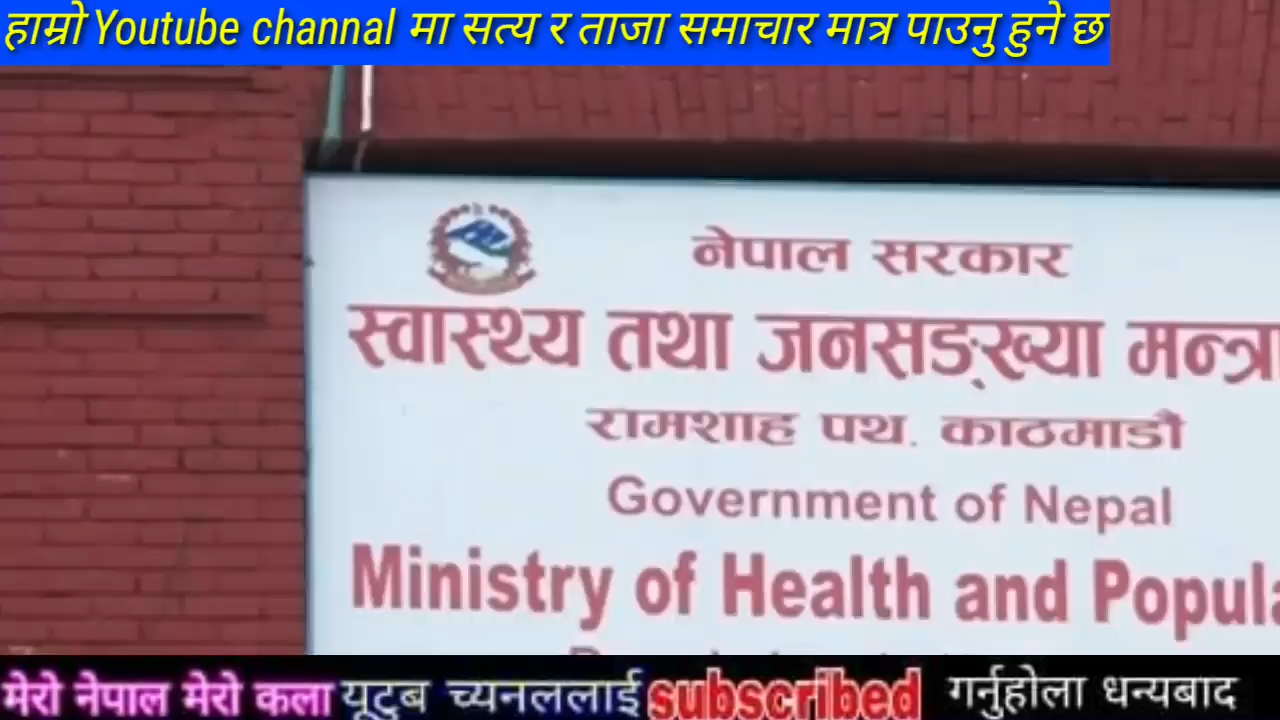 हाम्रो Youtube channal मा सत्य र ताजा समाचार मात्र पाउनु हुने छ
नेपाल सरकार
स्वास्थ्य तथा जनसङ्ख्या मन्त्रा
रामशाह पथ, काठमाडौं
Government of Nepal
Ministry of Health and Popula
मेरो नेपाल मेरो कला यूटुब च्यनललाई subscribed गर्नुहोला धन्यबाद